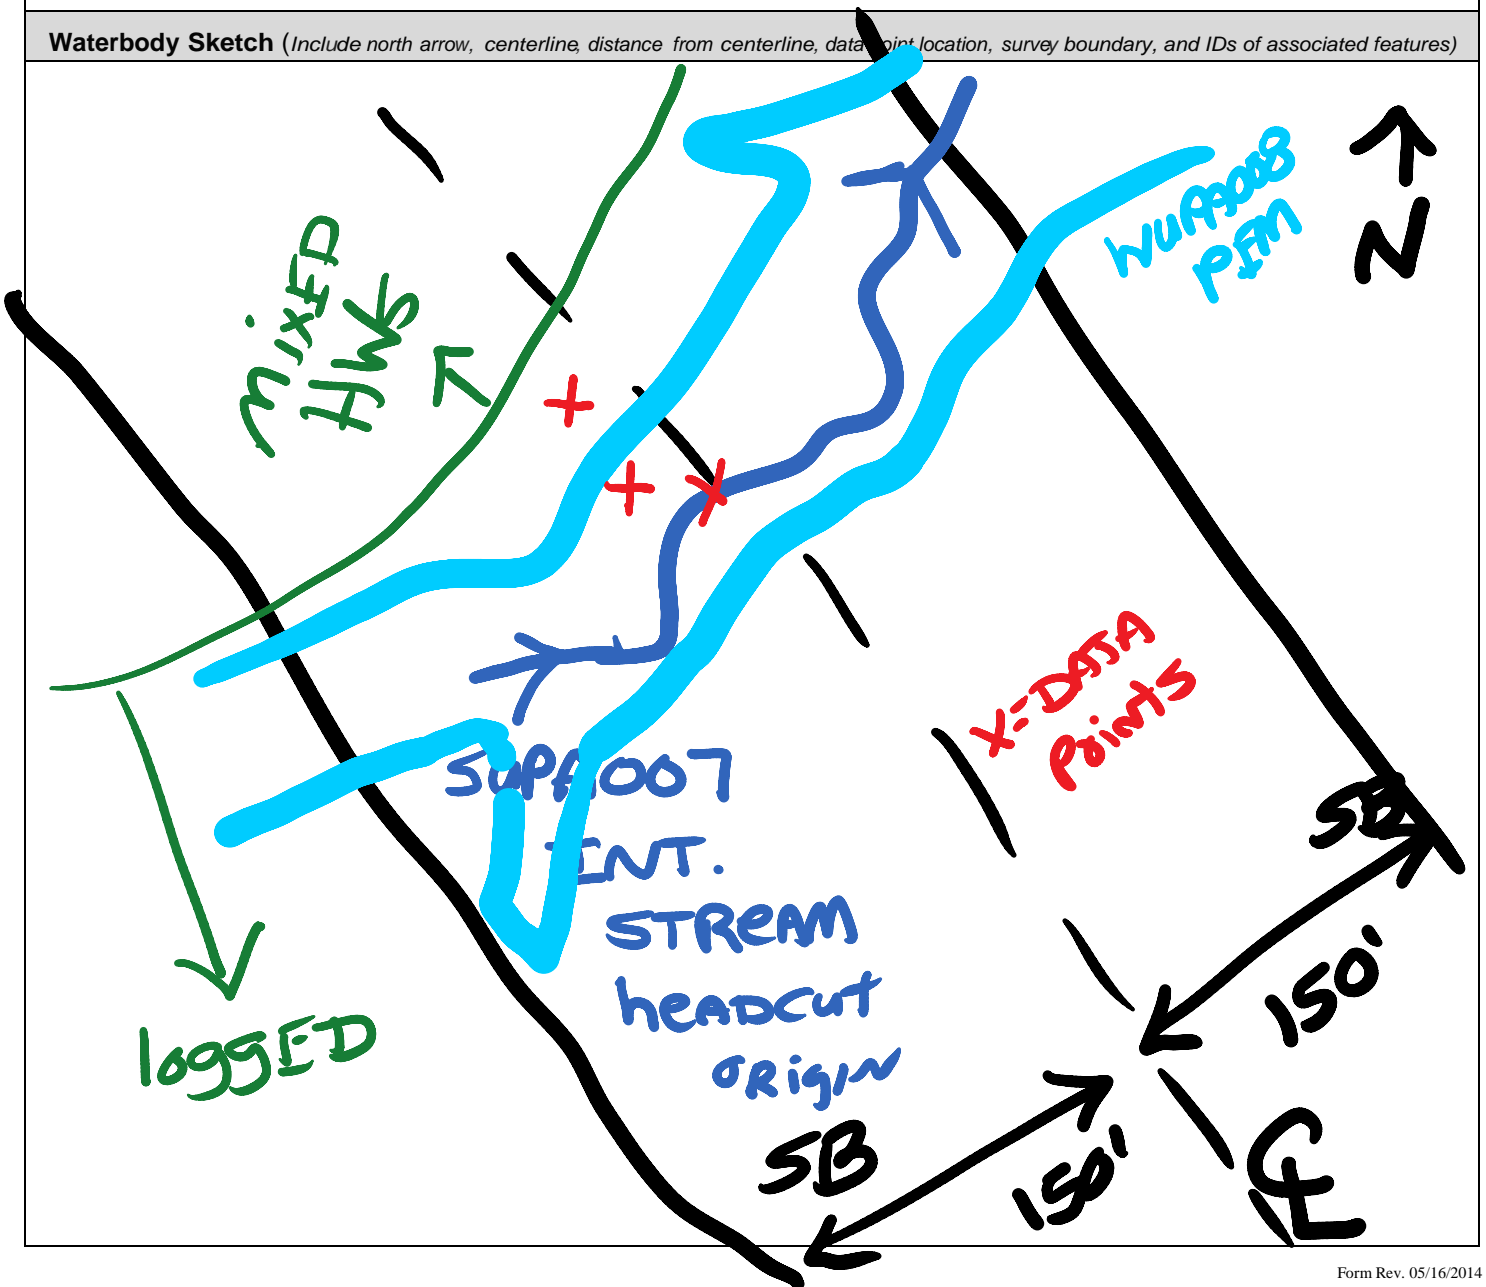 Waterbody Sketch (Include north arrow, centerline, distance from centerline, data point location, survey boundary, and IDs of associated features)
N
WUPA008
PFM
MixED
HWS
X=DATA
Points
SUPA007
INT.
STReAM
heADcut
ORigiN
loggED
SB
150'
SB
150'
CL
Form Rev. 05/16/2014